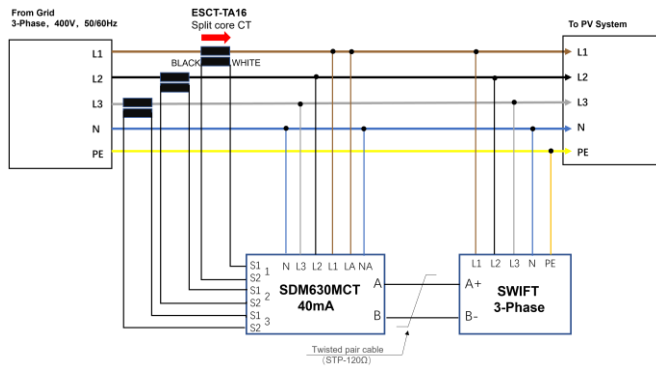 From Grid
3-Phase, 400V, 50/60Hz
ESCT-TA16
Split core CT
To PV System
L1
L1
BLACK
WHITE
L2
L2
L3
L3
N
N
PE
PE
S1
1
S2
S1
2
S2
S1
3
S2
N L3 L2 L1 LA NA
SDM630MCT
40mA
A
B
L1 L2 L3 N PE
A+
SWIFT
3-Phase
B-
Twisted pair cable
(STP-120Ω)